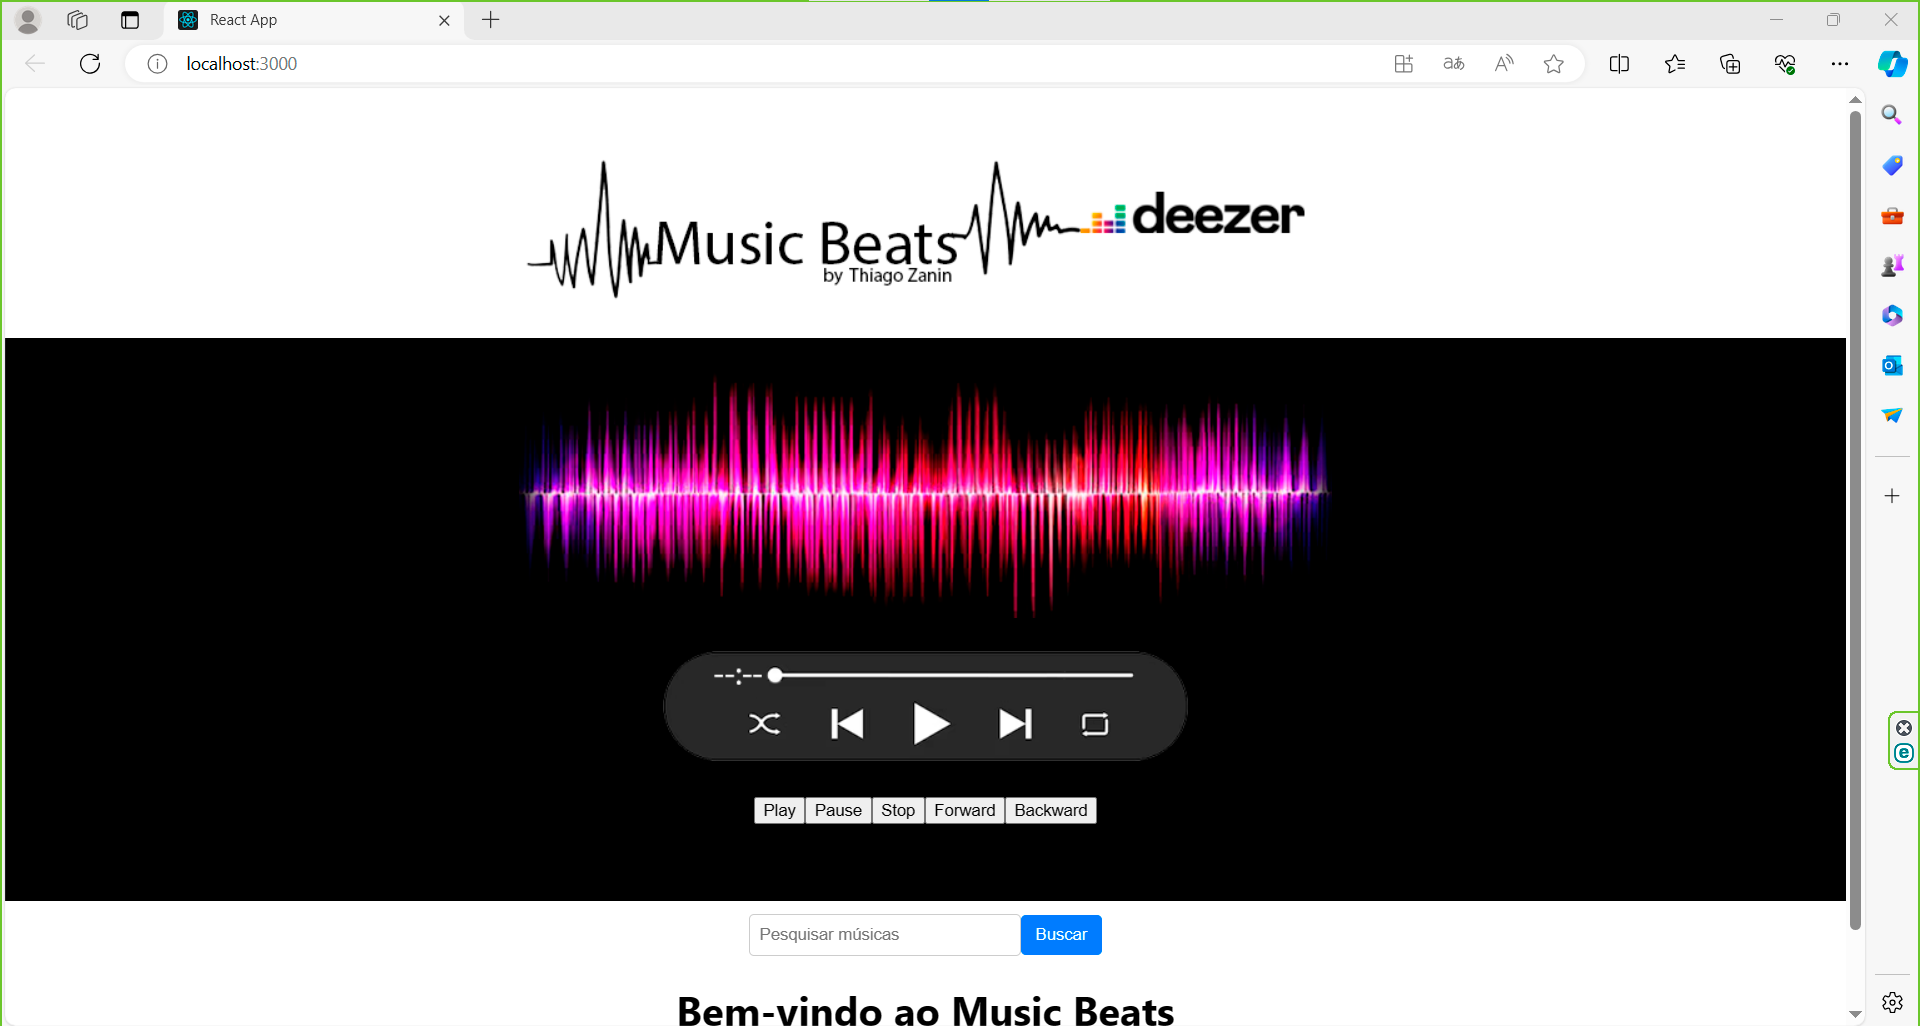 React App
localhost:3000
Music Beats
by Thiago Zanin
deezer
--:--
Play Pause Stop Forward Backward
Pesquisar músicas Buscar
Bem-vindo ao Music Beats